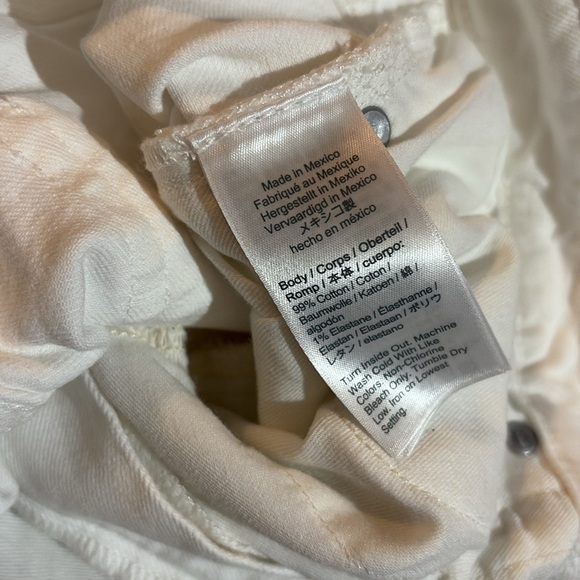 Made in Mexico
Fabriqué au Mexique
Hergestellt in Mexiko
Vervaardigd in Mexico
メキシコ製
hecho en méxico
Body / Corps / Oberteil /
Romp / 本体 / cuerpo:
99% Cotton / Coton /
Baumwolle / Katoen / 綿 /
algodón
1% Elastane / Élasthanne /
Elastan / Elastaan / ポリウ
レタン / elastano
Turn Inside Out. Machine
Wash Cold With Like
Colors. Non-Chlorine
Bleach Only. Tumble Dry
Low. Iron on Lowest
Setting.